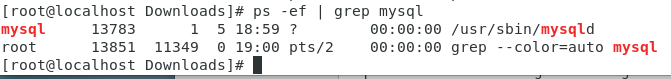 [root@localhost Downloads]# ps -ef | grep mysql
mysql     13783      1  5 18:59 ?        00:00:00 /usr/sbin/mysqld
root      13851  11349  0 19:00 pts/2    00:00:00 grep --color=auto mysql
[root@localhost Downloads]#